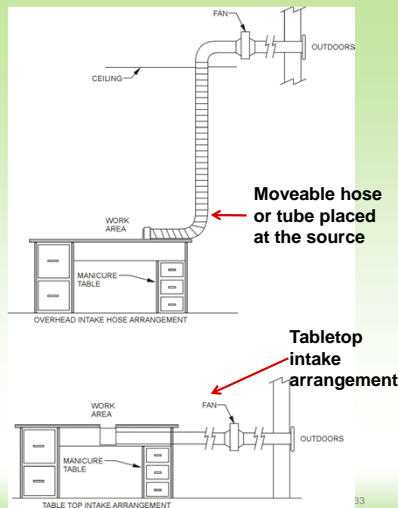 FAN
OUTDOORS
CEILING
Moveable hose
or tube placed
at the source
WORK
AREA
MANICURE
TABLE
OVERHEAD INTAKE HOSE ARRANGEMENT
Tabletop
intake
arrangement
WORK
AREA
FAN
OUTDOORS
MANICURE
TABLE
TABLE TOP INTAKE ARRANGEMENT
33